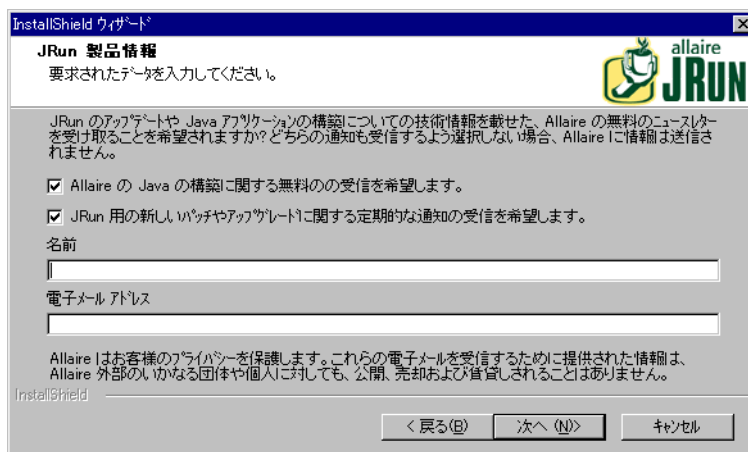 InstallShield ウィザード
JRun 製品情報
要求されたデータを入力してください。
allaire
JRUN
JRun のアップデートや Java アプリケーションの構築についての技術情報を載せた、Allaire の無料のニュースレター
を受け取ることを希望されますか? どちらの通知も受信するよう選択しない場合、Allaire に情報は送信さ
れません。
Allaire の Java の構築に関する無料のの受信を希望します。
JRun 用の新しいパッチやアップグレードに関する定期的な通知の受信を希望します。
名前
電子メール アドレス
Allaire はお客様のプライバシーを保護します。これらの電子メールを受信するために提供された情報は、
Allaire 外部のいかなる団体や個人に対しても、公開、売却および賃貸しされることはありません。
InstallShield
< 戻る(B)
次へ (N)>
キャンセル